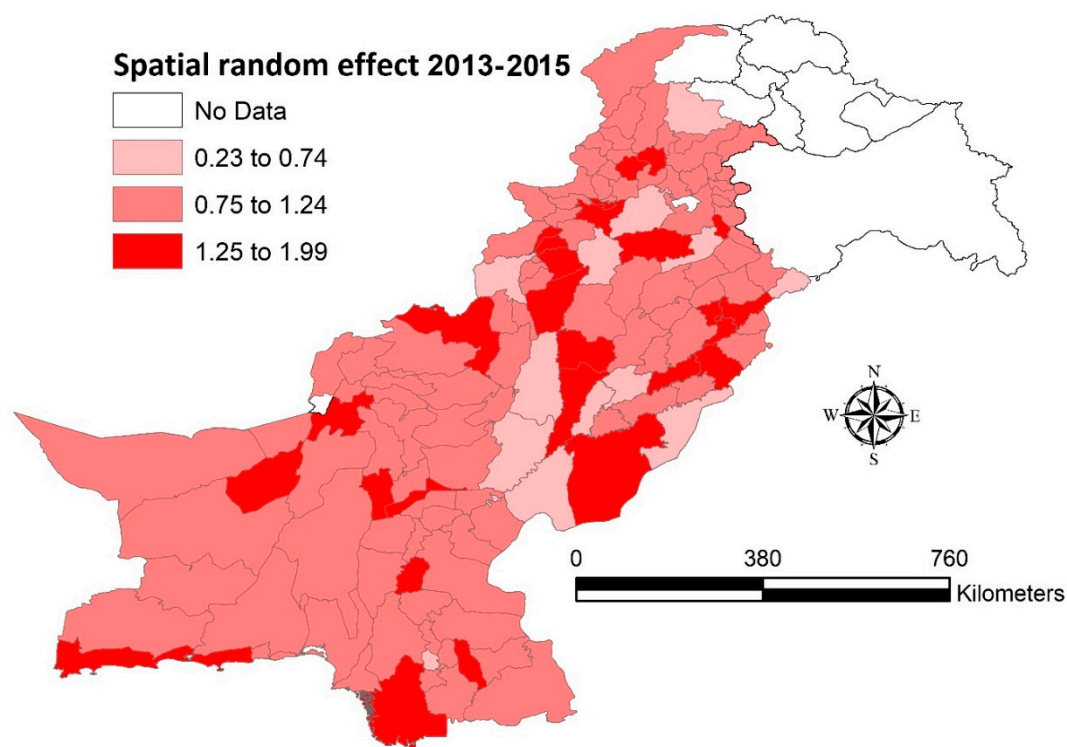 Spatial random effect 2013-2015
No Data
0.23 to 0.74
0.75 to 1.24
1.25 to 1.99
N
W E
S
0 380 760
Kilometers